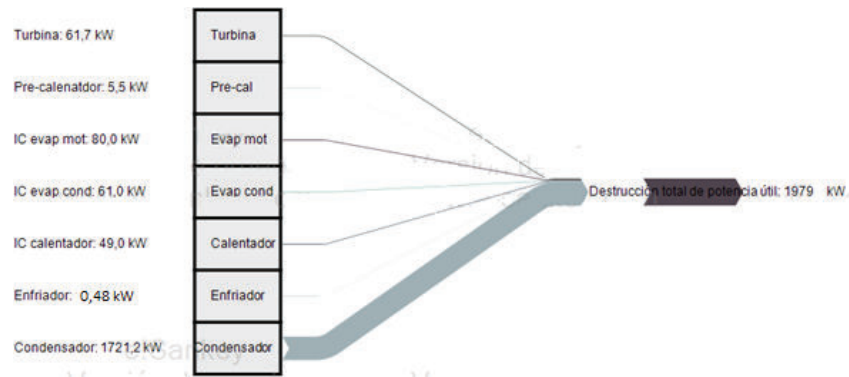 Turbina: 61,7 kW
Turbina
Pre-calenatdor: 5,5 kW
Pre-cal
IC evap mot: 80,0 kW
Evap mot
IC evap cond: 61,0 kW
Evap cond
Destrucción total de potencia útil: 1979 kW.
IC calentador: 49,0 kW
Calentador
Enfriador: 0,48 kW
Enfriador
Condensador: 1721,2 kW
Condensador